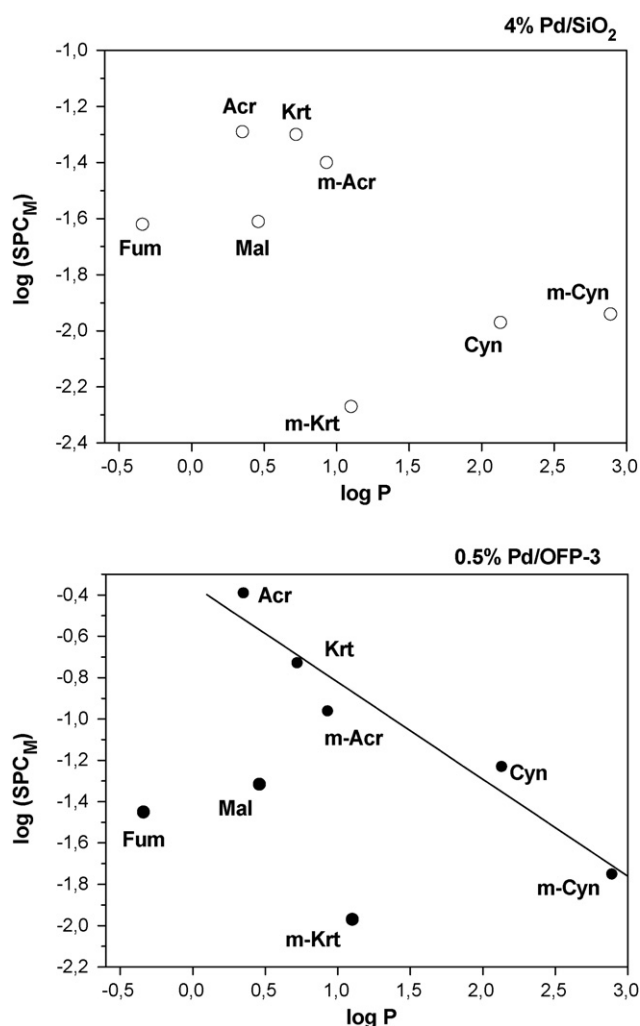 4% Pd/SiO2
-1,0
-1,2
-1,4
-1,6
-1,8
-2,0
-2,2
-2,4
log (SPCM)
Acr
Krt
m-Acr
Fum
Mal
m-Cyn
Cyn
m-Krt
-0,5 0,0 0,5 1,0 1,5 2,0 2,5 3,0
log P
0.5% Pd/OFP-3
-0,4
-0,6
-0,8
-1,0
-1,2
-1,4
-1,6
-1,8
-2,0
-2,2
log (SPCM)
Acr
Krt
m-Acr
Cyn
Mal
Fum
m-Cyn
m-Krt
-0,5 0,0 0,5 1,0 1,5 2,0 2,5 3,0
log P